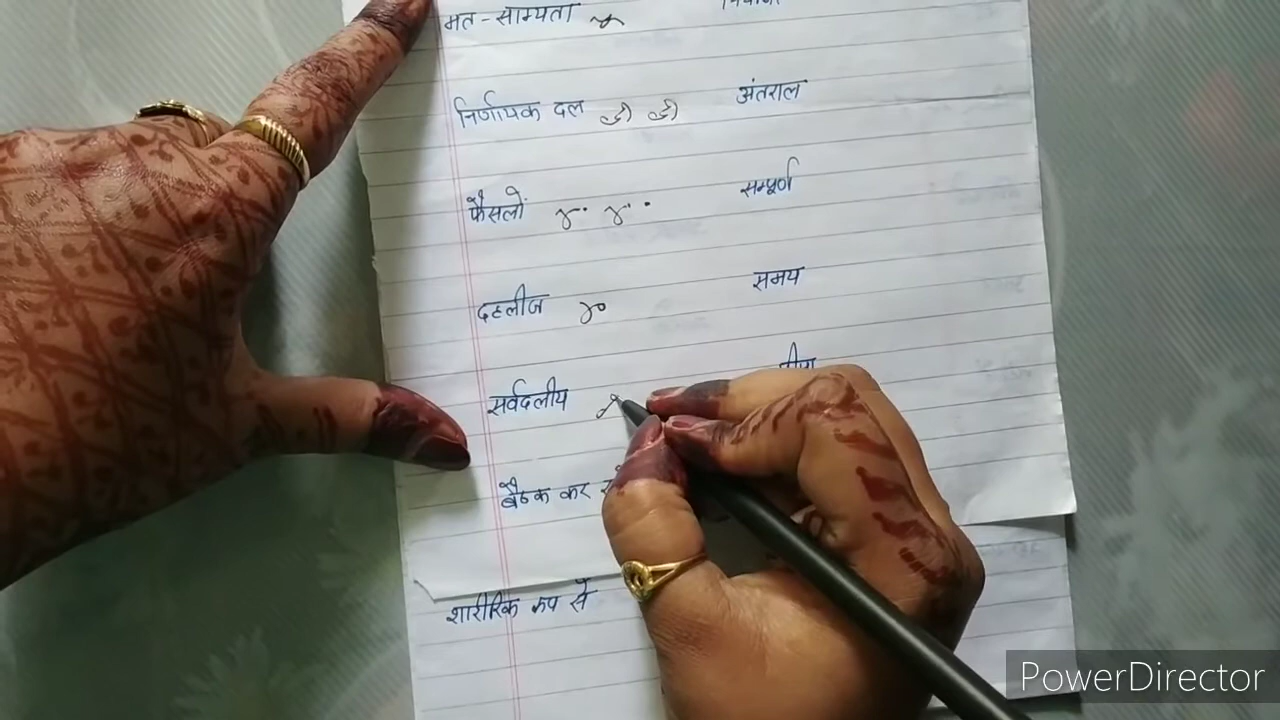 मत-साम्यता
निर्णायक दल अंतराल
फैसलों सम्पूर्ण
दहलीज समय
सर्वदलीय
बैठक कर
शारीरिक रूप से
PowerDirector